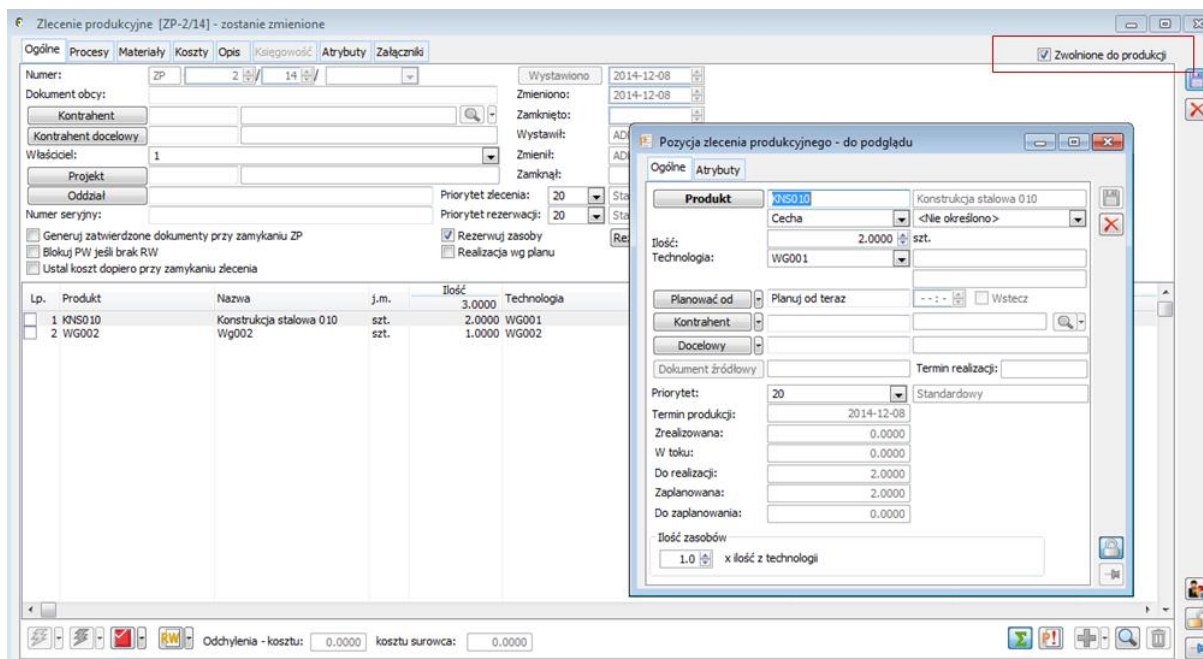 Zlecenie produkcyjne [ZP-2/14] - zostanie zmienione
Ogólne Procesy Materiały Koszty Opis Księgowość Atrybuty Załączniki
Zwolnione do produkcji
Numer: ZP 2 / 14 / Wystawiono 2014-12-08
Dokument obcy: Zmieniono: 2014-12-08
Kontrahent Zamknięto:
Kontrahent docelowy Wystawił:
Właściciel: 1 Zmienił:
Projekt Zamknął:
Oddział Priorytet zlecenia: 20
Numer seryjny: Priorytet rezerwacji: 20
Generuj zatwierdzone dokumenty przy zamykaniu ZP Rezerwuj zasoby
Blokuj PW jeśli brak RW Realizacja wg planu
Ustal koszt dopiero przy zamykaniu zlecenia
Lp. Produkt Nazwa j.m. Ilość Technologia
3.0000
1 KNS010 Konstrukcja stalowa 010 szt. 2.0000 WG001
2 WG002 Wg002 szt. 1.0000 WG002
RW Odchylenia - kosztu: 0.0000 kosztu surowca: 0.0000
Pozycja zlecenia produkcyjnego - do podglądu
Ogólne Atrybuty
Produkt KNS010 Konstrukcja stalowa 010
Cecha <Nie określono>
Ilość: 2.0000 szt.
Technologia: WG001
Planować od Planuj od teraz --:-- Wstecz
Kontrahent
Docelowy
Dokument źródłowy Termin realizacji:
Priorytet: 20 Standardowy
Termin produkcji: 2014-12-08
Zrealizowana: 0.0000
W toku: 0.0000
Do realizacji: 2.0000
Zaplanowana: 2.0000
Do zaplanowania: 0.0000
Ilość zasobów
1.0 x ilość z technologii